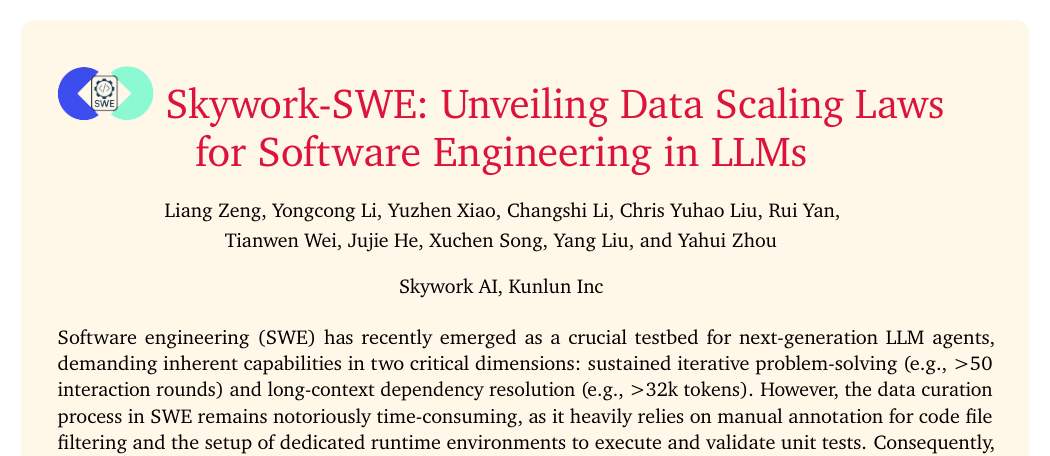 SWE
Skywork-SWE: Unveiling Data Scaling Laws
for Software Engineering in LLMs
Liang Zeng, Yongcong Li, Yuzhen Xiao, Changshi Li, Chris Yuhao Liu, Rui Yan,
Tianwen Wei, Jujie He, Xuchen Song, Yang Liu, and Yahui Zhou
Skywork AI, Kunlun Inc
Software engineering (SWE) has recently emerged as a crucial testbed for next-generation LLM agents,
demanding inherent capabilities in two critical dimensions: sustained iterative problem-solving (e.g., >50
interaction rounds) and long-context dependency resolution (e.g., >32k tokens). However, the data curation
process in SWE remains notoriously time-consuming, as it heavily relies on manual annotation for code file
filtering and the setup of dedicated runtime environments to execute and validate unit tests. Consequently,